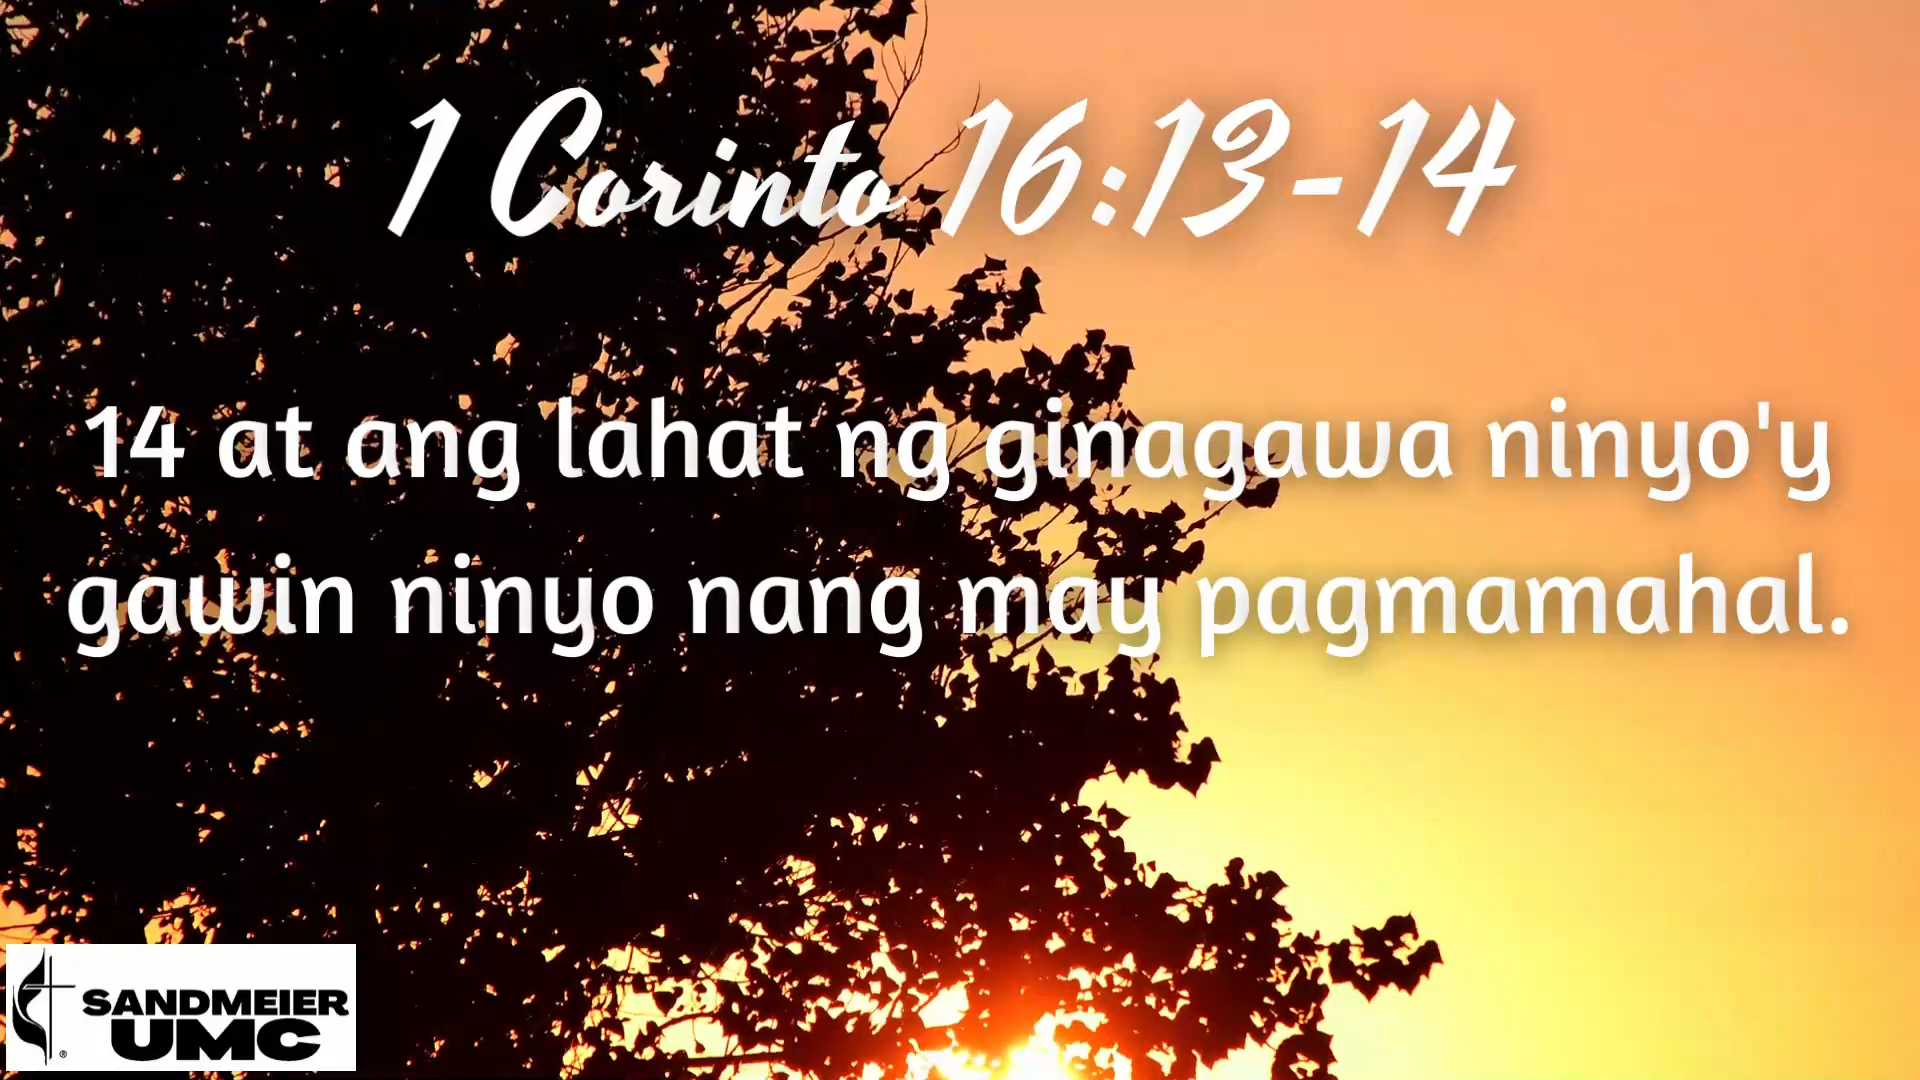 1 Corinto 16:13-14
14 at ang lahat ng ginagawa ninyo'y
gawin ninyo nang may pagmamahal.
SANDMEIER
UMC
®